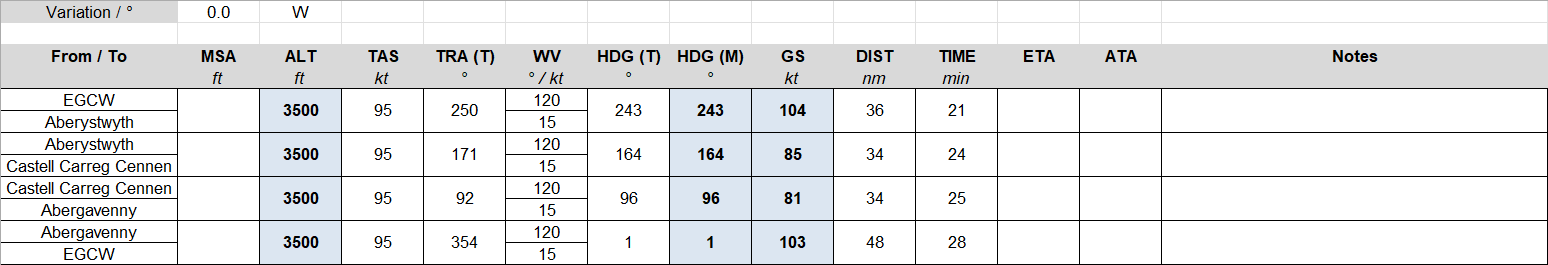 Variation / ° 0.0 W
From / To MSA ALT TAS TRA (T) WV HDG (T) HDG (M) GS DIST TIME ETA ATA Notes
ft ft kt ° ° / kt ° ° kt nm min
EGCW 3500 95 250 120 243 243 104 36 21
Aberystwyth 15
Aberystwyth 3500 95 171 120 164 164 85 34 24
Castell Carreg Cennen 15
Castell Carreg Cennen 3500 95 92 120 96 96 81 34 25
Abergavenny 15
Abergavenny 3500 95 354 120 1 1 103 48 28
EGCW 15